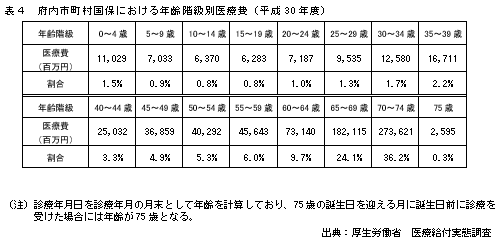 表4　府内市町村国保における年齢階級別医療費（平成30年度）
年齢階級 0～4歳 5～9歳 10～14歳 15～19歳 20～24歳 25～29歳 30～34歳 35～39歳
医療費 11,029 7,033 6,370 6,283 7,187 9,535 12,580 16,711
（百万円）
割合 1.5% 0.9% 0.8% 0.8% 1.0% 1.3% 1.7% 2.2%
年齢階級 40～44歳 45～49歳 50～54歳 55～59歳 60～64歳 65～69歳 70～74歳 75歳
医療費 25,032 36,859 40,292 45,643 73,140 182,115 273,621 2,595
（百万円）
割合 3.3% 4.9% 5.3% 6.0% 9.7% 24.1% 36.2% 0.3%
（注）診療年月日を診療年月の月末として年齢を計算しており、75歳の誕生日を迎える月に誕生日前に診療を
受けた場合には年齢が75歳となる。
出典：厚生労働省　医療給付実態調査